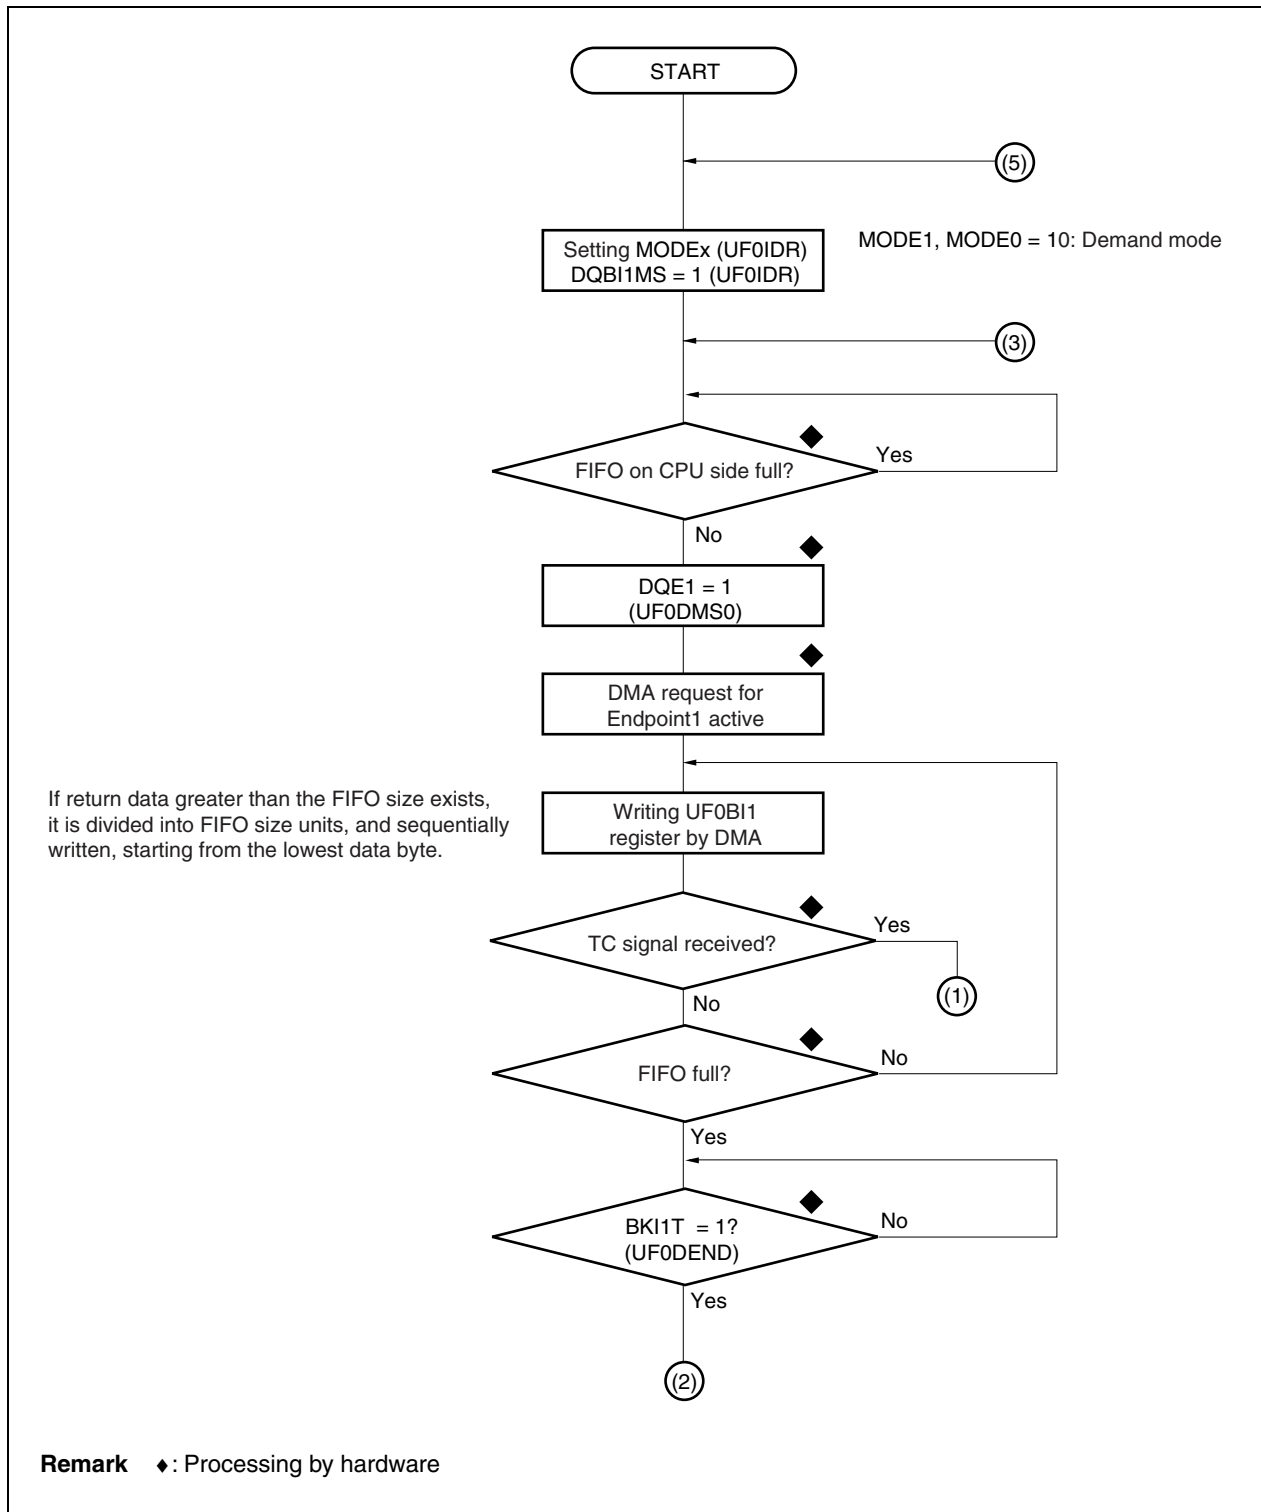 START
(5)
Setting MODEx (UF0IDR)
DQBI1MS = 1 (UF0IDR)
MODE1, MODE0 = 10: Demand mode
(3)
FIFO on CPU side full?
Yes
No
DQE1 = 1
(UF0DMS0)
DMA request for
Endpoint1 active
If return data greater than the FIFO size exists,
it is divided into FIFO size units, and sequentially
written, starting from the lowest data byte.
Writing UF0BI1
register by DMA
TC signal received?
Yes
(1)
No
FIFO full?
No
Yes
BKI1T = 1?
(UF0DEND)
No
Yes
(2)
Remark ♦: Processing by hardware